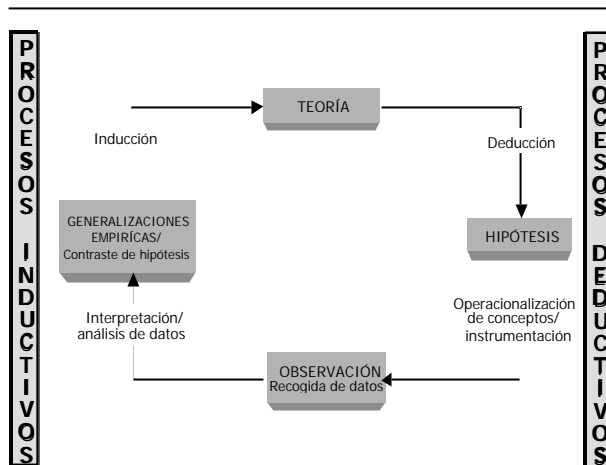 PROCESOS INDUCTIVOS
TEORÍA
Inducción
Deducción
GENERALIZACIONES
EMPIRÍCAS/
Contraste de hipótesis
HIPÓTESIS
Interpretación/
análisis de datos
Operacionalización
de conceptos/
instrumentación
OBSERVACIÓN
Recogida de datos
PROCESOS DEDUCTIVOS